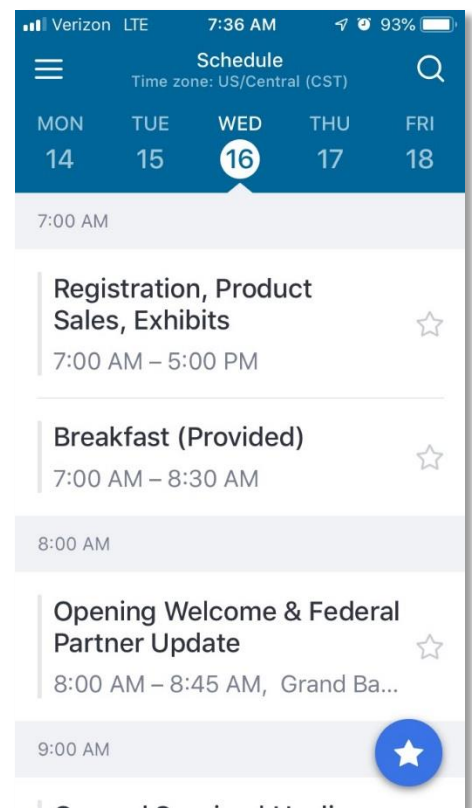 Verizon LTE 7:36 AM 93%
Schedule
Time zone: US/Central (CST)
MON TUE WED THU FRI
14 15 16 17 18
7:00 AM
Registration, Product
Sales, Exhibits
7:00 AM – 5:00 PM
Breakfast (Provided)
7:00 AM – 8:30 AM
8:00 AM
Opening Welcome & Federal
Partner Update
8:00 AM – 8:45 AM, Grand Ba...
9:00 AM